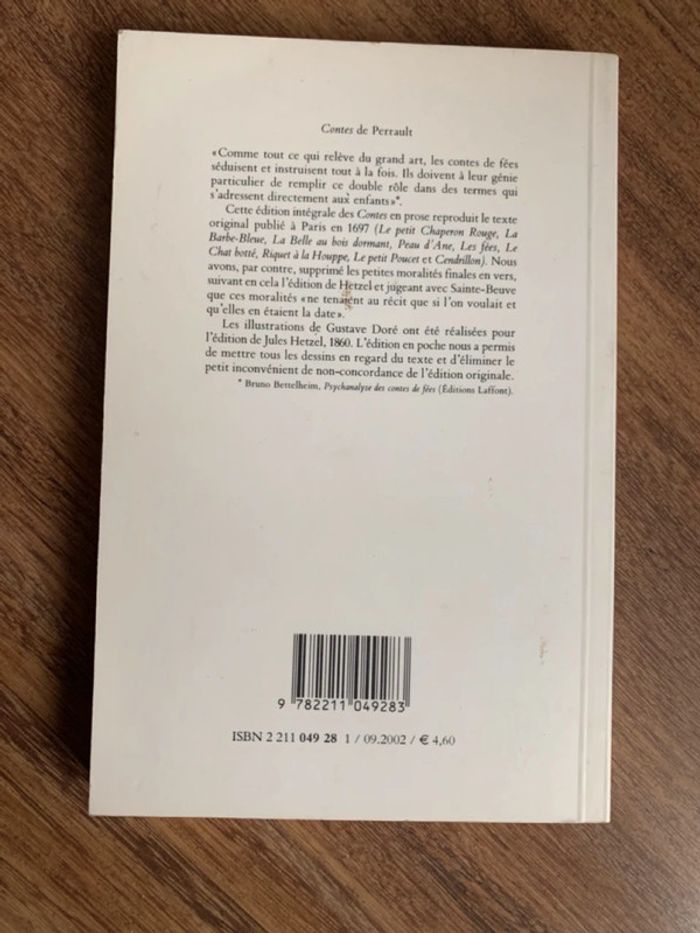 Contes de Perrault
«Comme tout ce qui relève du grand art, les contes de fées
séduisent et instruisent tout à la fois. Ils doivent à leur génie
particulier de remplir ce double rôle dans des termes qui
s'adressent directement aux enfants»*.
Cette édition intégrale des Contes en prose reproduit le texte
original publié à Paris en 1697 (Le petit Chaperon Rouge, La
Barbe-Bleue, La Belle au bois dormant, Peau d'Ane, Les fées, Le
Chat botté, Riquet à la Houppe, Le petit Poucet et Cendrillon). Nous
avons, par contre, supprimé les petites moralités finales en vers,
suivant en cela l'édition de Hetzel et jugeant avec Sainte-Beuve
que ces moralités «ne tenaient au récit que si l'on voulait et
qu'elles en étaient la date».
Les illustrations de Gustave Doré ont été réalisées pour
l'édition de Jules Hetzel, 1860. L'édition en poche nous a permis
de mettre tous les dessins en regard du texte et d'éliminer le
petit inconvénient de non-concordance de l'édition originale.
* Bruno Bettelheim, Psychanalyse des contes de fées (Éditions Laffont).
9 782211 049283
ISBN 2 211 049 28 1 / 09.2002 / € 4,60